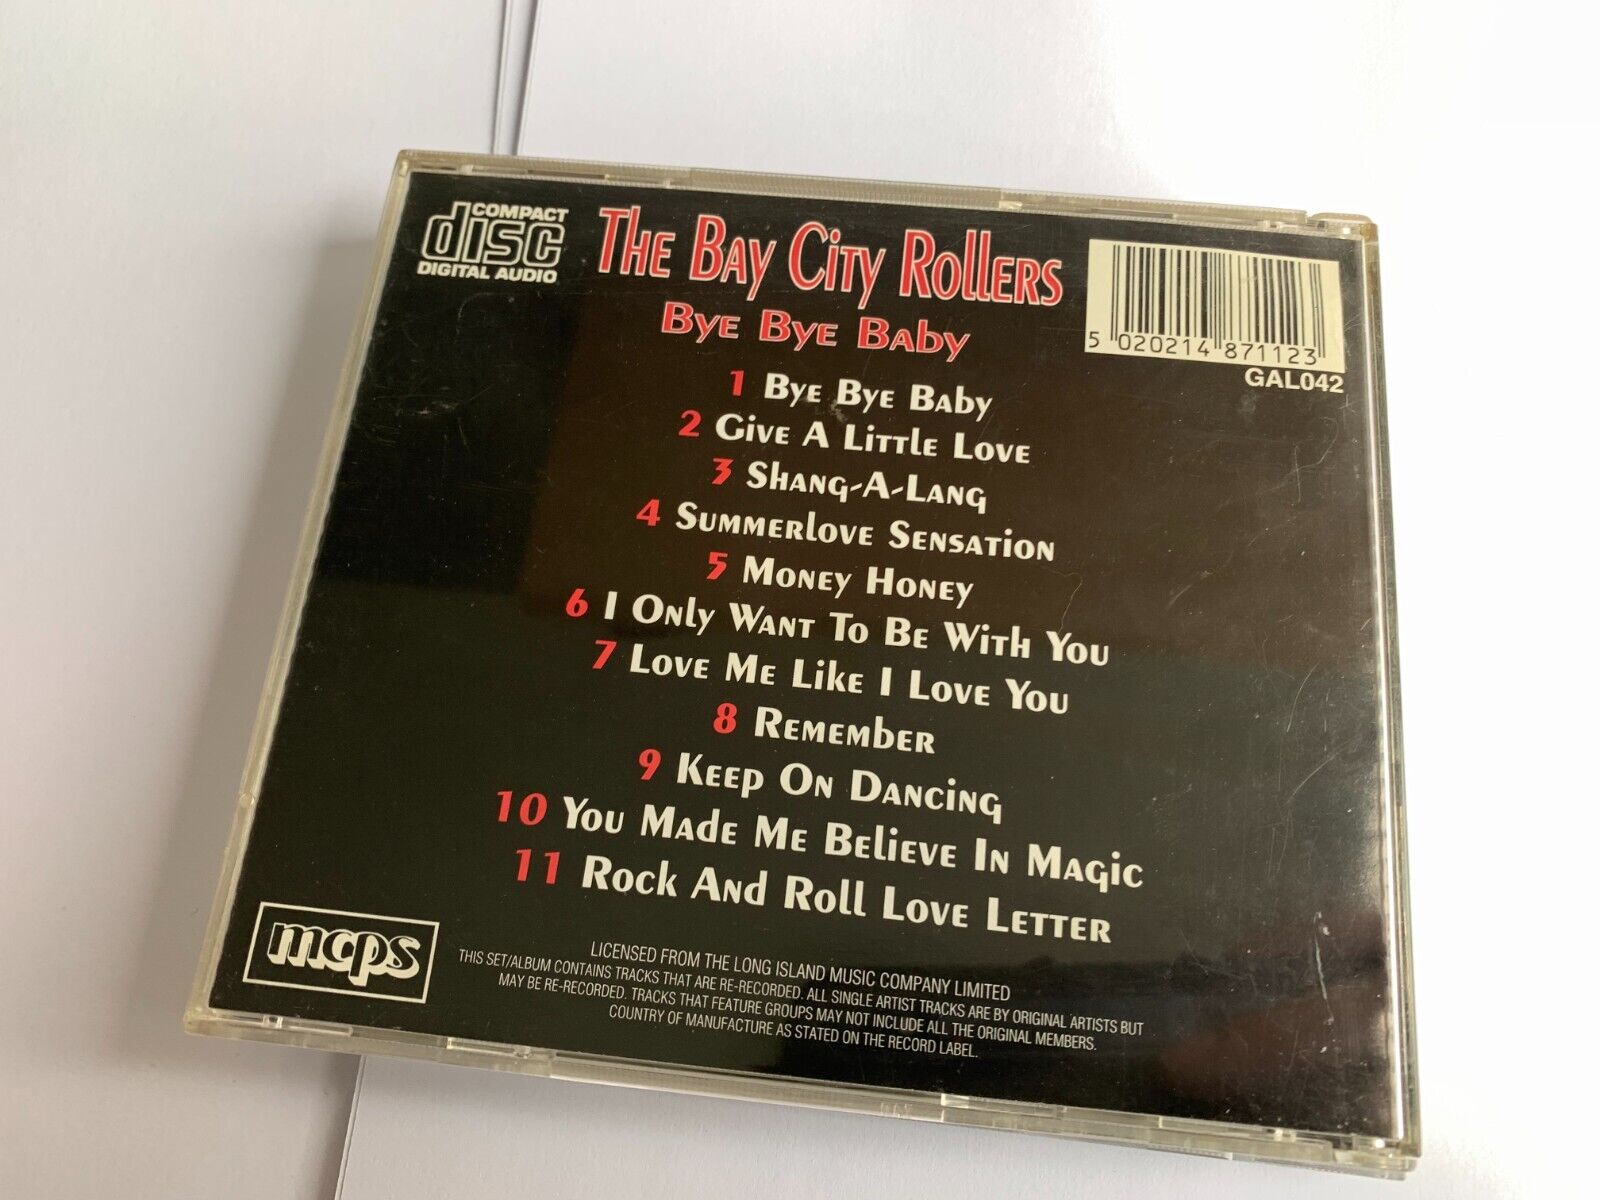 COMPACT
disc
DIGITAL AUDIO
The Bay City Rollers
Bye Bye Baby
5 020214 871123
GAL042
1 Bye Bye Baby
2 Give A Little Love
3 Shang-A-Lang
4 Summerlove Sensation
5 Money Honey
6 I Only Want To Be With You
7 Love Me Like I Love You
8 Remember
9 Keep On Dancing
10 You Made Me Believe In Magic
11 Rock And Roll Love Letter
mcps
LICENSED FROM THE LONG ISLAND MUSIC COMPANY LIMITED
THIS SET/ALBUM CONTAINS TRACKS THAT ARE RE-RECORDED. ALL SINGLE ARTIST TRACKS ARE BY ORIGINAL ARTISTS BUT
MAY BE RE-RECORDED. TRACKS THAT FEATURE GROUPS MAY NOT INCLUDE ALL THE ORIGINAL MEMBERS.
COUNTRY OF MANUFACTURE AS STATED ON THE RECORD LABEL.